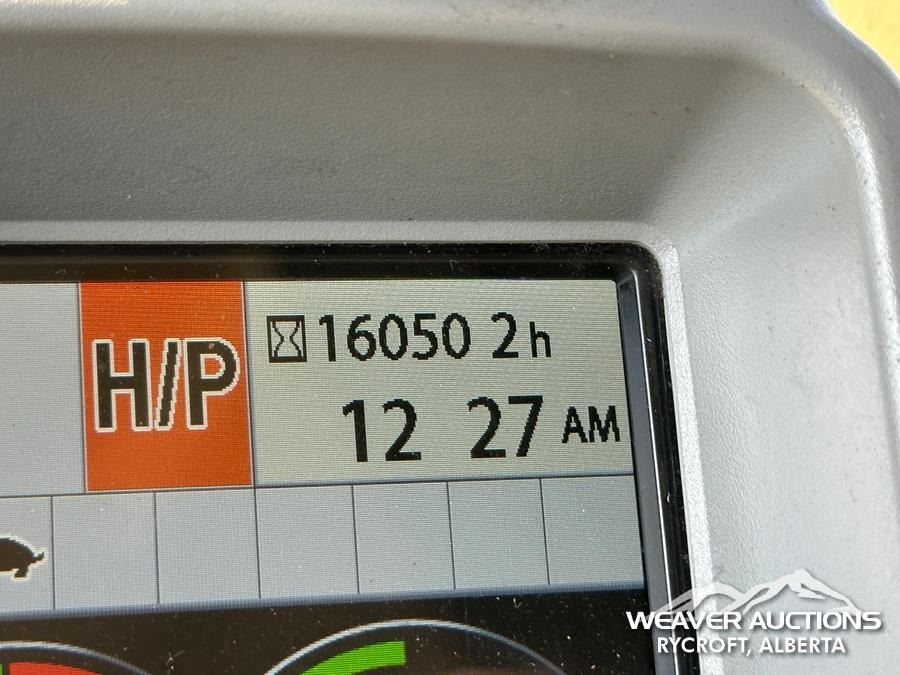 H/P
16050 2h
12 27 AM
WEAVER AUCTIONS
RYCROFT, ALBERTA